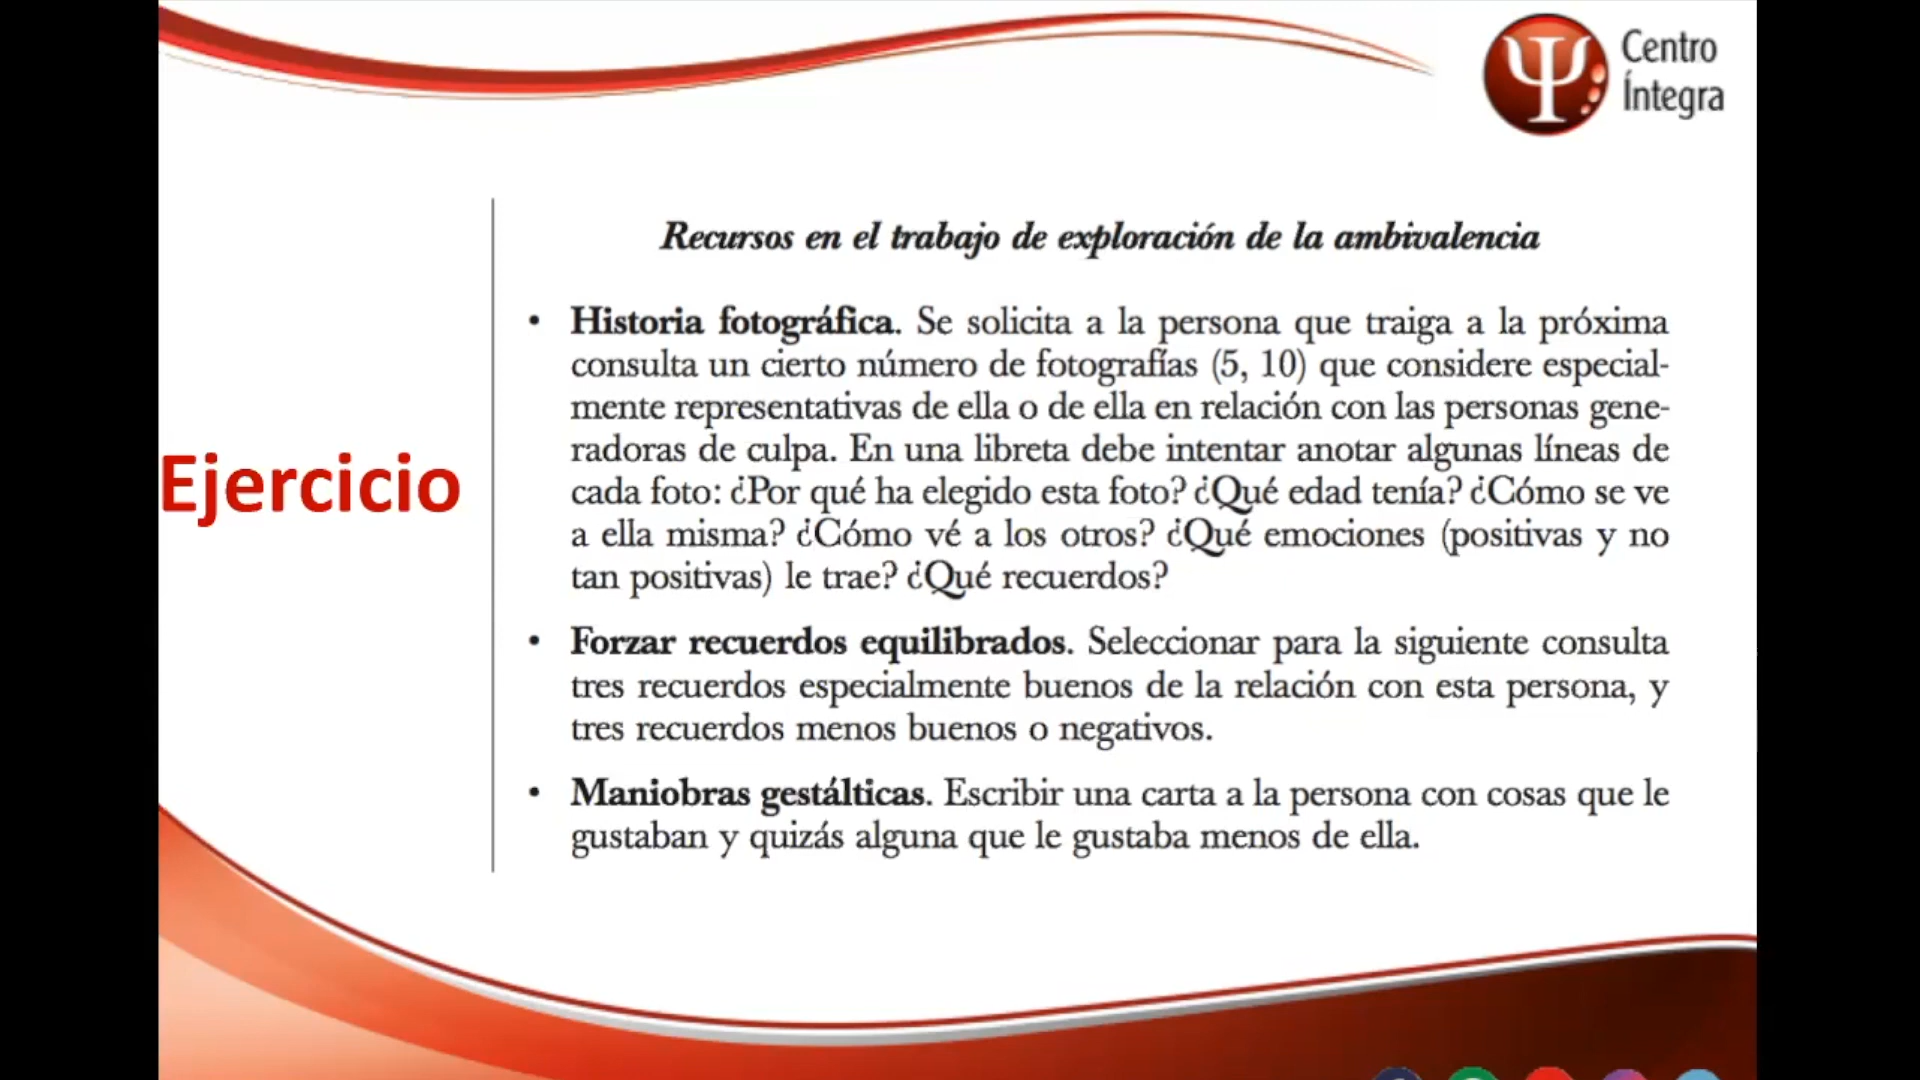 Centro
Íntegra
Ejercicio
Recursos en el trabajo de exploración de la ambivalencia
• Historia fotográfica. Se solicita a la persona que traiga a la próxima
consulta un cierto número de fotografías (5, 10) que considere especial-
mente representativas de ella o de ella en relación con las personas gene-
radoras de culpa. En una libreta debe intentar anotar algunas líneas de
cada foto: ¿Por qué ha elegido esta foto? ¿Qué edad tenía? ¿Cómo se ve
a ella misma? ¿Cómo vé a los otros? ¿Qué emociones (positivas y no
tan positivas) le trae? ¿Qué recuerdos?
• Forzar recuerdos equilibrados. Seleccionar para la siguiente consulta
tres recuerdos especialmente buenos de la relación con esta persona, y
tres recuerdos menos buenos o negativos.
• Maniobras gestálticas. Escribir una carta a la persona con cosas que le
gustaban y quizás alguna que le gustaba menos de ella.